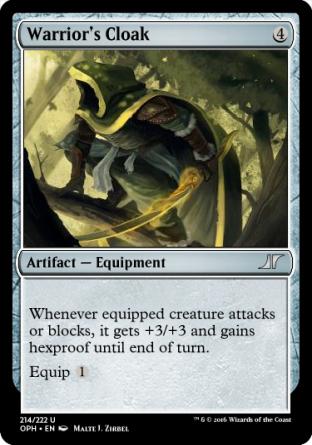 Warrior's Cloak 4
Artifact — Equipment
Whenever equipped creature attacks
or blocks, it gets +3/+3 and gains
hexproof until end of turn.
Equip 1
214/222 U
OPH • EN Malte J. Zirbel
™ & © 2016 Wizards of the Coast